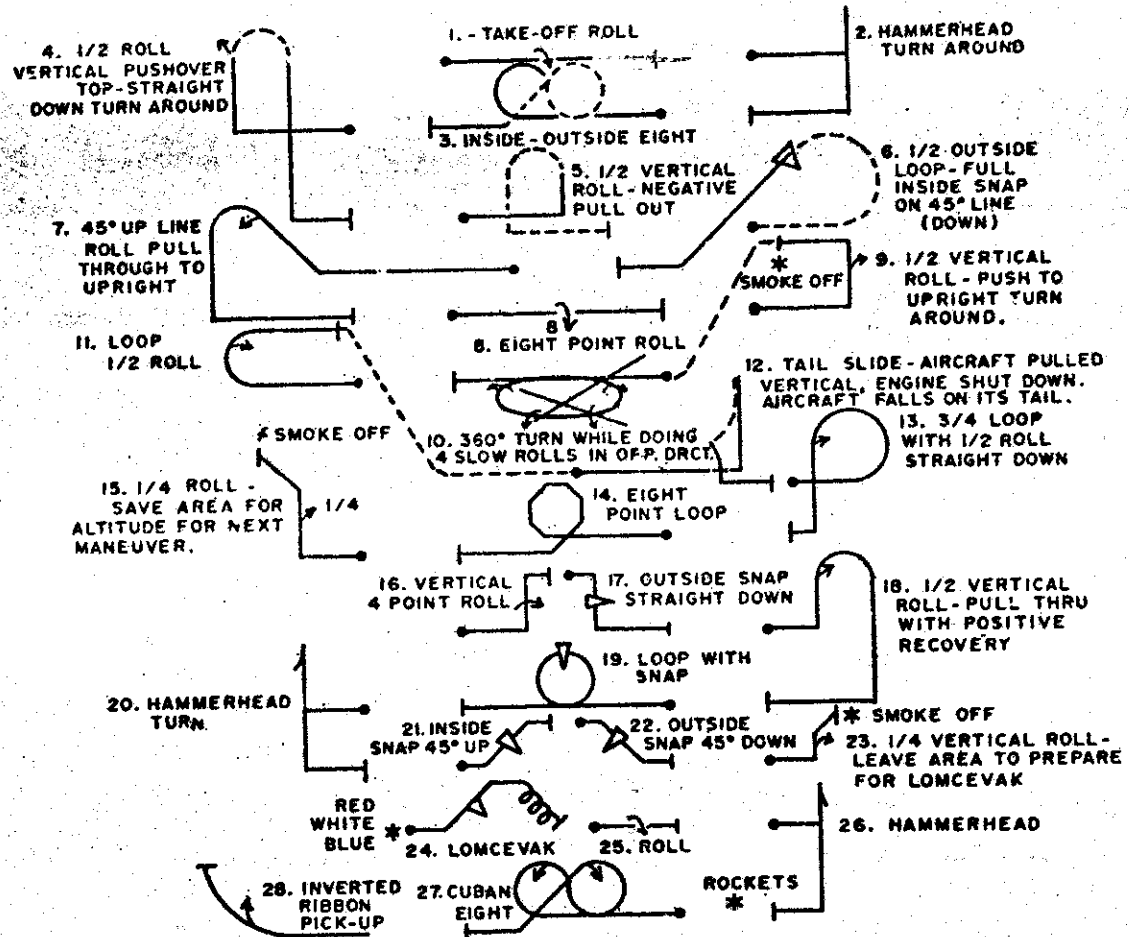 1. - TAKE-OFF ROLL
2. HAMMERHEAD
TURN AROUND
3. INSIDE-OUTSIDE EIGHT
4. 1/2 ROLL
VERTICAL PUSHOVER
TOP-STRAIGHT
DOWN TURN AROUND
5. 1/2 VERTICAL
ROLL-NEGATIVE
PULL OUT
6. 1/2 OUTSIDE
LOOP-FULL
INSIDE SNAP
ON 45° LINE
(DOWN)
7. 45° UP LINE
ROLL PULL
THROUGH TO
UPRIGHT
8
8. EIGHT POINT ROLL
*
SMOKE OFF
9. 1/2 VERTICAL
ROLL-PUSH TO
UPRIGHT TURN
AROUND.
10. 360° TURN WHILE DOING
4 SLOW ROLLS IN OPP. DRCT.
11. LOOP
1/2 ROLL
12. TAIL SLIDE-AIRCRAFT PULLED
VERTICAL, ENGINE SHUT DOWN.
AIRCRAFT FALLS ON ITS TAIL.
13. 3/4 LOOP
WITH 1/2 ROLL
STRAIGHT DOWN
14. EIGHT
POINT LOOP
* SMOKE OFF
15. 1/4 ROLL -
SAVE AREA FOR
ALTITUDE FOR NEXT
MANEUVER.
1/4
16. VERTICAL
4 POINT ROLL
17. OUTSIDE SNAP
STRAIGHT DOWN
18. 1/2 VERTICAL
ROLL-PULL THRU
WITH POSITIVE
RECOVERY
19. LOOP WITH
SNAP
20. HAMMERHEAD
TURN.
21. INSIDE
SNAP 45° UP
22. OUTSIDE
SNAP 45° DOWN
* SMOKE OFF
23. 1/4 VERTICAL ROLL-
LEAVE AREA TO PREPARE
FOR LOMCEVAK
RED
WHITE
BLUE *
24. LOMCEVAK
25. ROLL
26. HAMMERHEAD
27. CUBAN
EIGHT
ROCKETS
*
28. INVERTED
RIBBON
PICK-UP